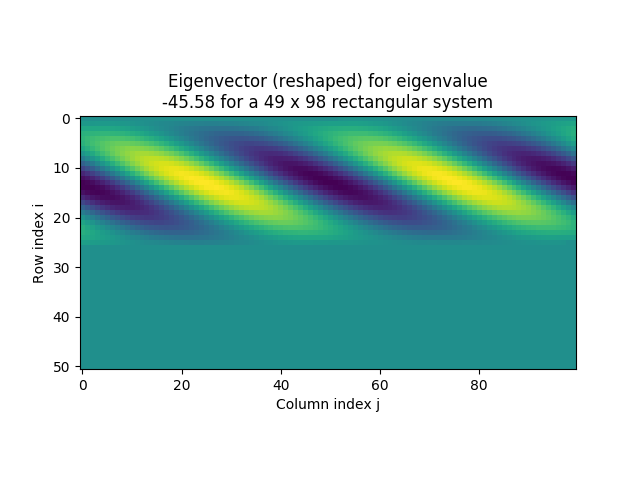 Eigenvector (reshaped) for eigenvalue
-45.58 for a 49 x 98 rectangular system
0
10
20
30
40
50
Row index i
0
20
40
60
80
Column index j